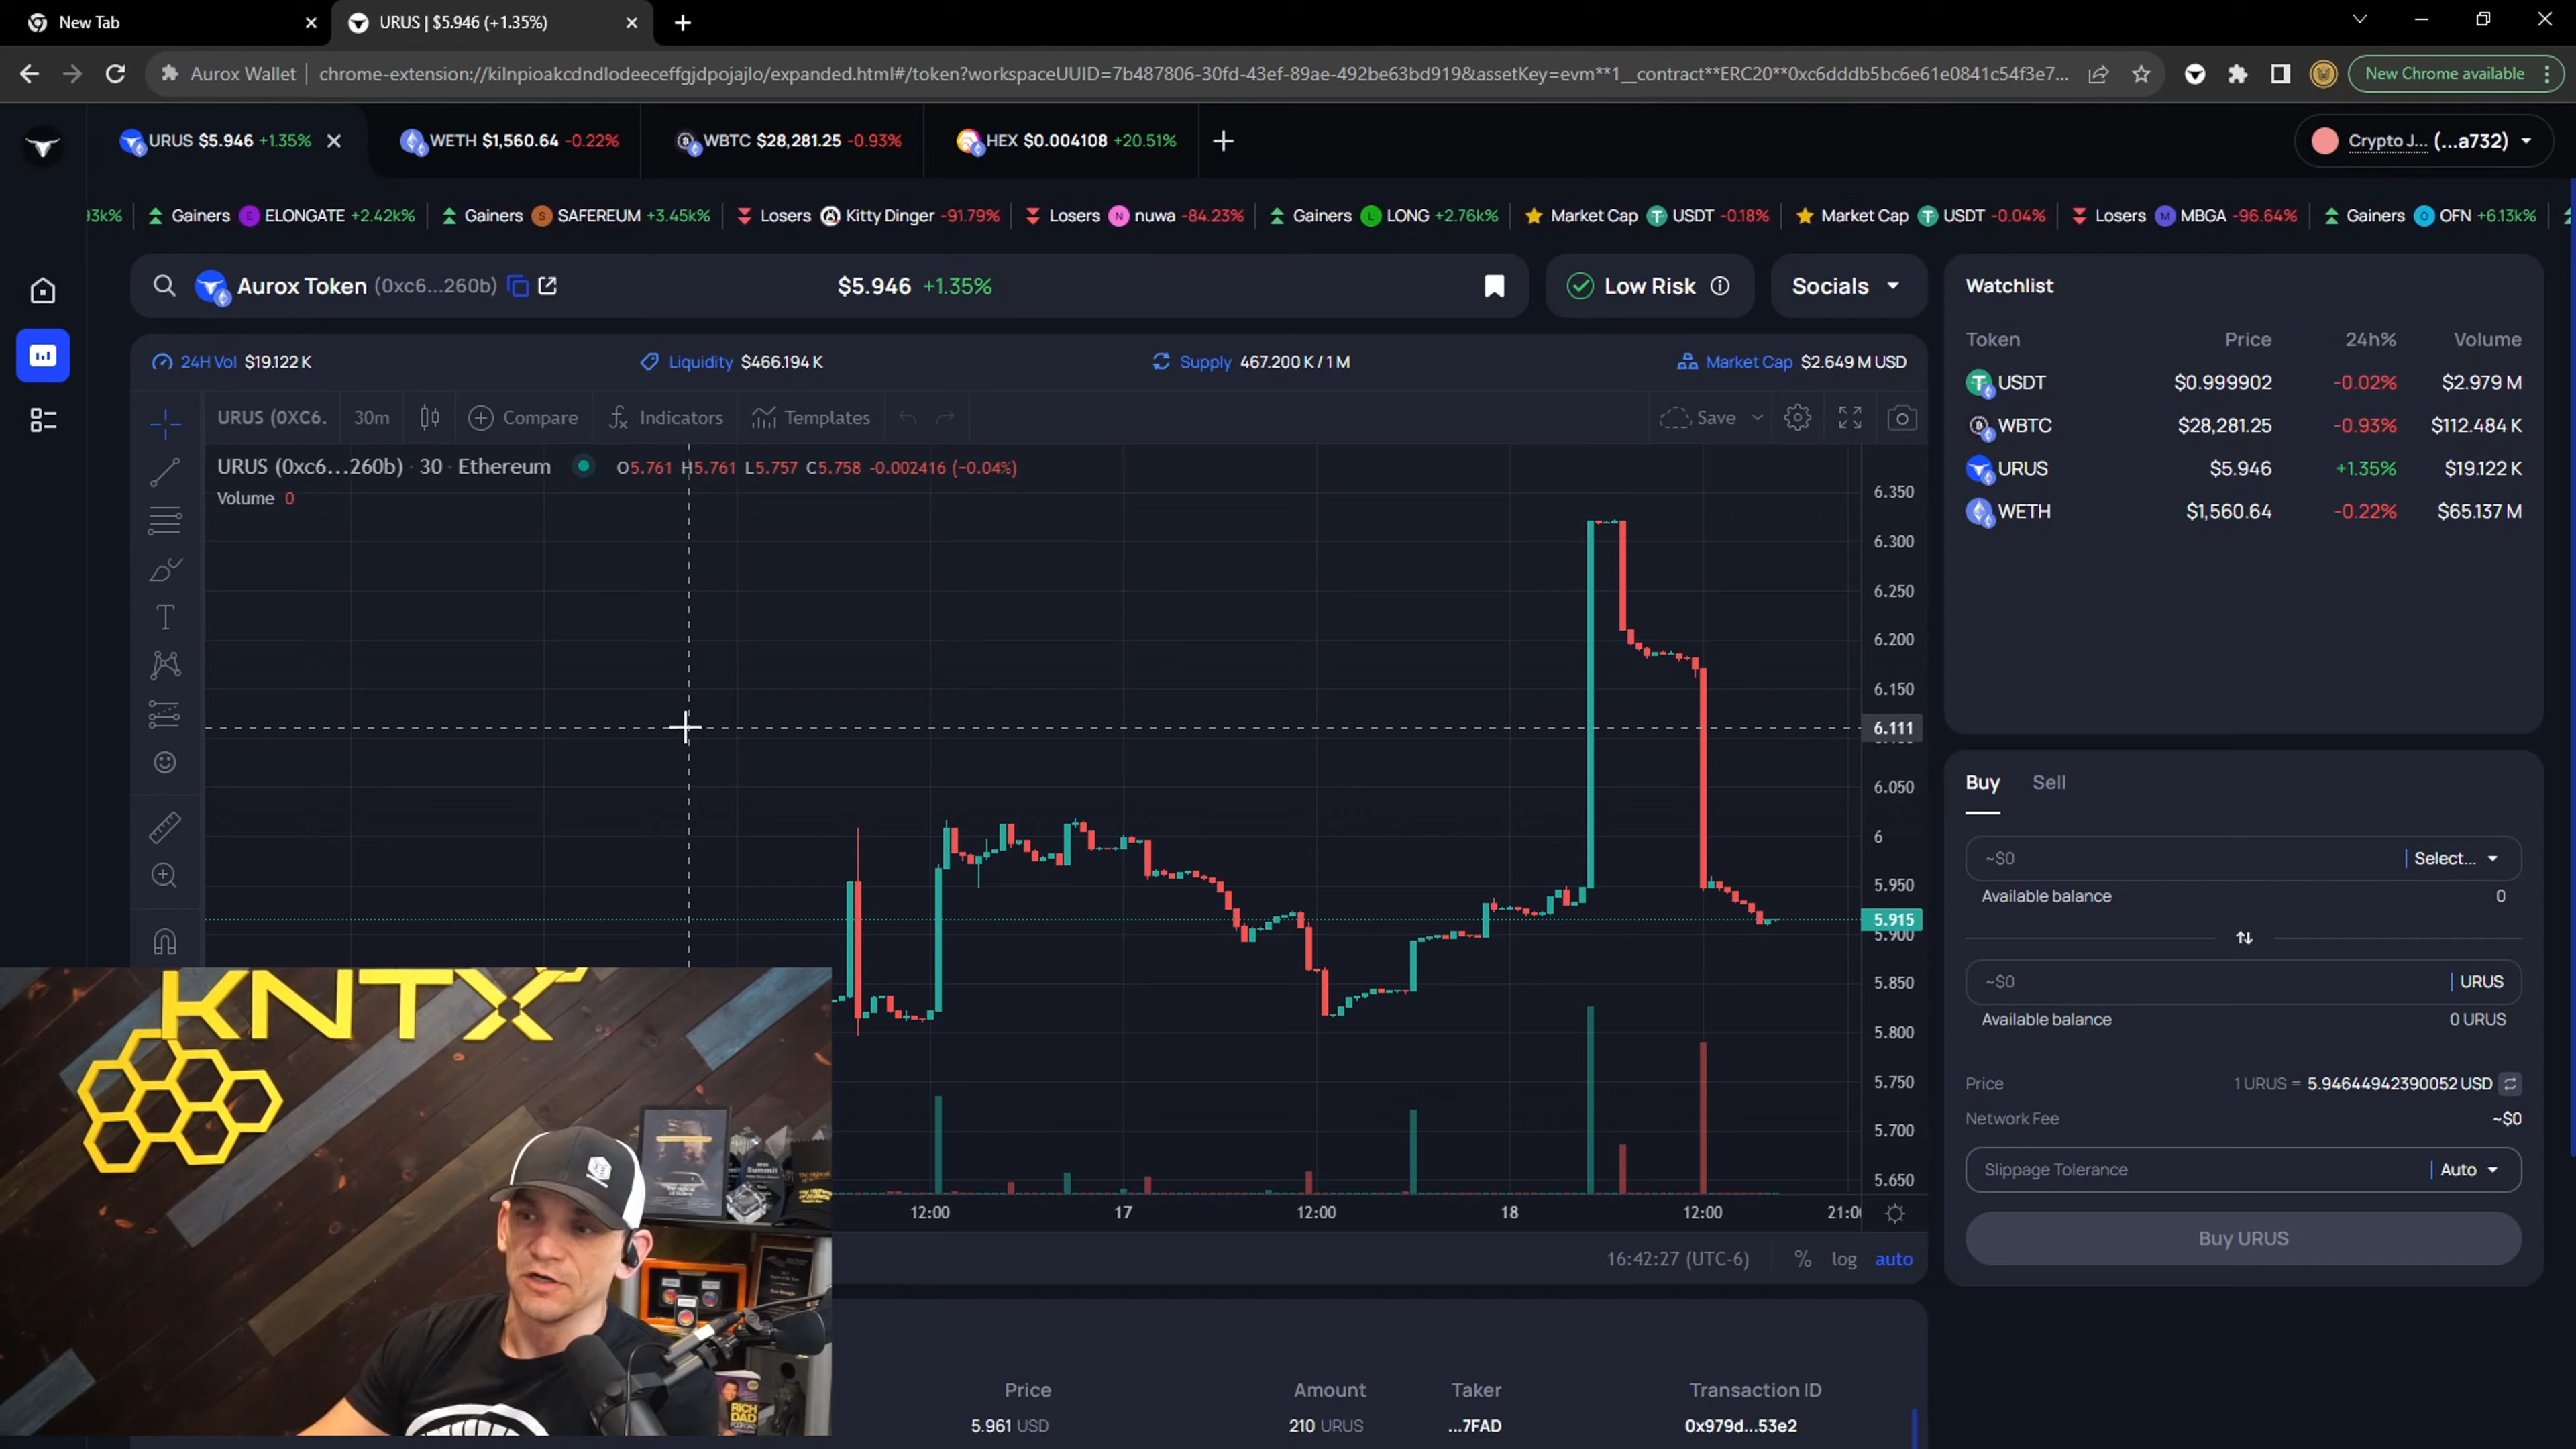 New Tab
URUS | $5.946 (+1.35%)
Aurox Wallet chrome-extension://kilnpioakcdndlodeeceffgjdpojajlo/expanded.html#/token?workspaceUUID=7b487806-30fd-43ef-89ae-492be63bd919&assetKey=evm**1__contract**ERC20**0xc6dddb5bc6e61e0841c54f3e7... New Chrome available
URUS $5.946 +1.35% WETH $1,560.64 -0.22% WBTC $28,281.25 -0.93% HEX $0.004108 +20.51% Crypto J... (...a732)
93k% Gainers ELONGATE +2.42k% Gainers SAFEREUM +3.45k% Losers Kitty Dinger -91.79% Losers nuwa -84.23% Gainers LONG +2.76k% Market Cap USDT -0.18% Market Cap USDT -0.04% Losers MBGA -96.64% Gainers OFN +6.13k%
Aurox Token (0xc6...260b) $5.946 +1.35% Low Risk Socials
24H Vol $19.122 K Liquidity $466.194 K Supply 467.200 K / 1 M Market Cap $2.649 M USD
URUS (0XC6. 30m Compare Indicators Templates Save
URUS (0xc6...260b) · 30 · Ethereum O5.761 H5.761 L5.757 C5.758 -0.002416 (-0.04%)
Volume 0
6.350
6.300
6.250
6.200
6.150
6.111
6.050
6
5.950
5.915
5.900
5.850
5.800
5.750
5.700
5.650
12:00 17 12:00 18 12:00 21:0
16:42:27 (UTC-6) % log auto
Price Amount Taker Transaction ID
5.961 USD 210 URUS ...7FAD 0x979d...53e2
Watchlist
Token Price 24h% Volume
USDT $0.999902 -0.02% $2.979 M
WBTC $28,281.25 -0.93% $112.484 K
URUS $5.946 +1.35% $19.122 K
WETH $1,560.64 -0.22% $65.137 M
Buy Sell
~$0 Select...
Available balance 0
~$0 URUS
Available balance 0 URUS
Price 1 URUS = 5.94644942390052 USD
Network Fee ~$0
Slippage Tolerance Auto
Buy URUS
KNTX
Summit
RICH
DAD